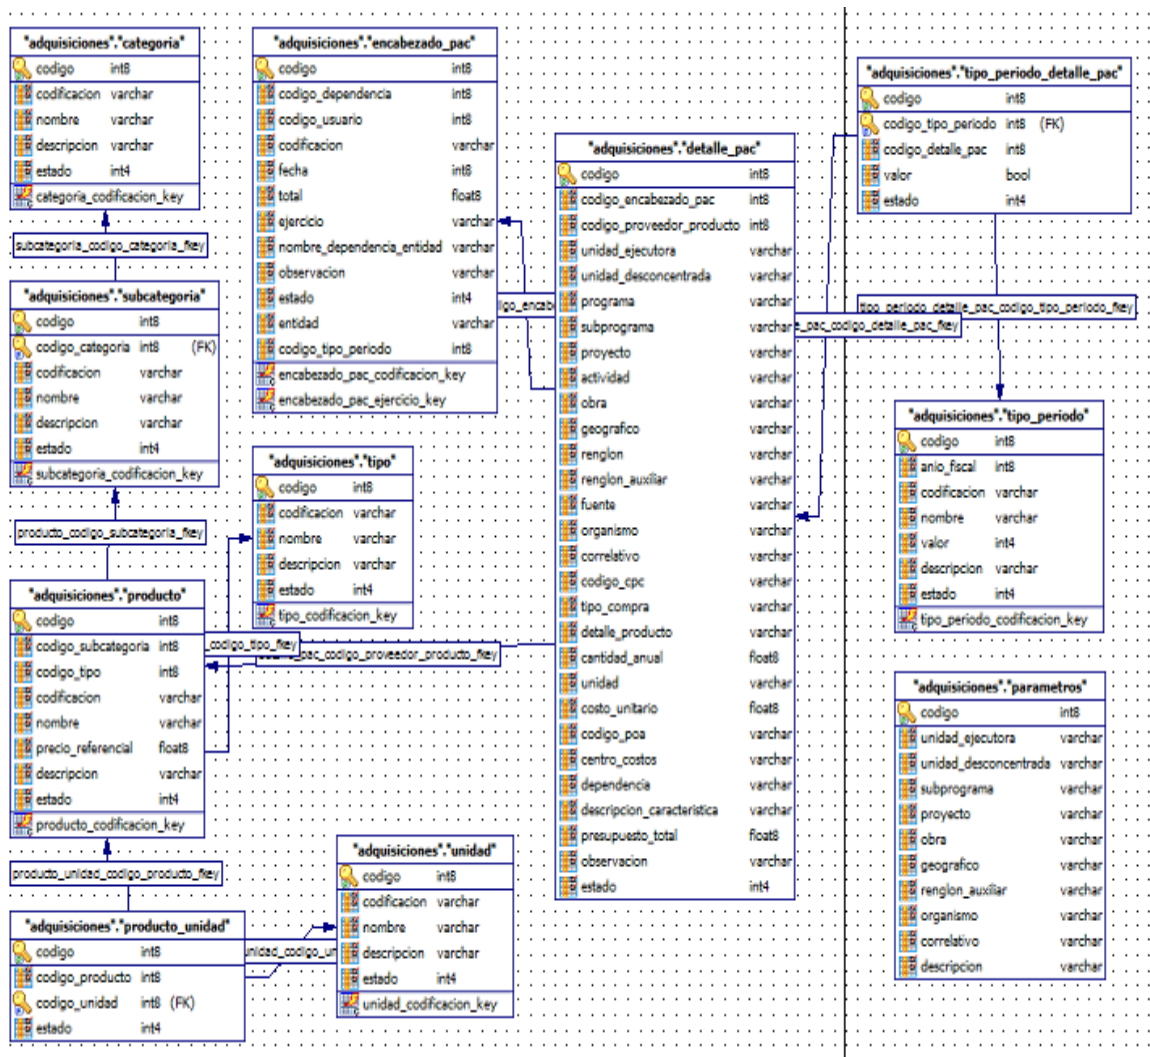 "adquisiciones"."categoria"
codigo int8
codificacion varchar
nombre varchar
descripcion varchar
estado int4
categoria_codificacion_key
subcategoria_codigo_categoria_fkey
"adquisiciones"."subcategoria"
codigo int8
codigo_categoria int8 (FK)
codificacion varchar
nombre varchar
descripcion varchar
estado int4
subcategoria_codificacion_key
producto_codigo_subcategoria_fkey
"adquisiciones"."producto"
codigo int8
codigo_subcategoria int8
codigo_tipo int8
codificacion varchar
nombre varchar
precio_referencial float8
descripcion varchar
estado int4
producto_codificacion_key
producto_unidad_codigo_producto_fkey
"adquisiciones"."producto_unidad"
codigo int8
codigo_producto int8
codigo_unidad int8 (FK)
estado int4
"adquisiciones"."encabezado_pac"
codigo int8
codigo_dependencia int8
codigo_usuario int8
codificacion varchar
fecha int8
total float8
ejercicio varchar
nombre_dependencia_entidad varchar
observacion varchar
estado int4
entidad varchar
codigo_tipo_periodo int8
encabezado_pac_codificacion_key
encabezado_pac_ejercicio_key
"adquisiciones"."tipo"
codigo int8
codificacion varchar
nombre varchar
descripcion varchar
estado int4
tipo_codificacion_key
_codigo_tipo_fkey
_pac_codigo_proveedor_producto_fkey
"adquisiciones"."unidad"
codigo int8
codificacion varchar
nombre varchar
descripcion varchar
estado int4
unidad_codificacion_key
unidad_codigo_un
igo_encabe
"adquisiciones"."detalle_pac"
codigo int8
codigo_encabezado_pac int8
codigo_proveedor_producto int8
unidad_ejecutora varchar
unidad_desconcentrada varchar
programa varchar
subprograma varchar
proyecto varchar
actividad varchar
obra varchar
geografico varchar
renglon varchar
renglon_auxiliar varchar
fuente varchar
organismo varchar
correlativo varchar
codigo_cpc varchar
tipo_compra varchar
detalle_producto varchar
cantidad_anual float8
unidad varchar
costo_unitario float8
codigo_poa varchar
centro_costos varchar
dependencia varchar
descripcion_caracteristica varchar
presupuesto_total float8
observacion varchar
estado int4
"adquisiciones"."tipo_periodo_detalle_pac"
codigo int8
codigo_tipo_periodo int8 (FK)
codigo_detalle_pac int8
valor bool
estado int4
tipo_periodo_detalle_pac_codigo_tipo_periodo_fkey
e_pac_codigo_detalle_pac_fkey
"adquisiciones"."tipo_periodo"
codigo int8
anio_fiscal int8
codificacion varchar
nombre varchar
valor int4
descripcion varchar
estado int4
tipo_periodo_codificacion_key
"adquisiciones"."parametros"
codigo int8
unidad_ejecutora varchar
unidad_desconcentrada varchar
subprograma varchar
proyecto varchar
obra varchar
geografico varchar
renglon_auxiliar varchar
organismo varchar
correlativo varchar
descripcion varchar